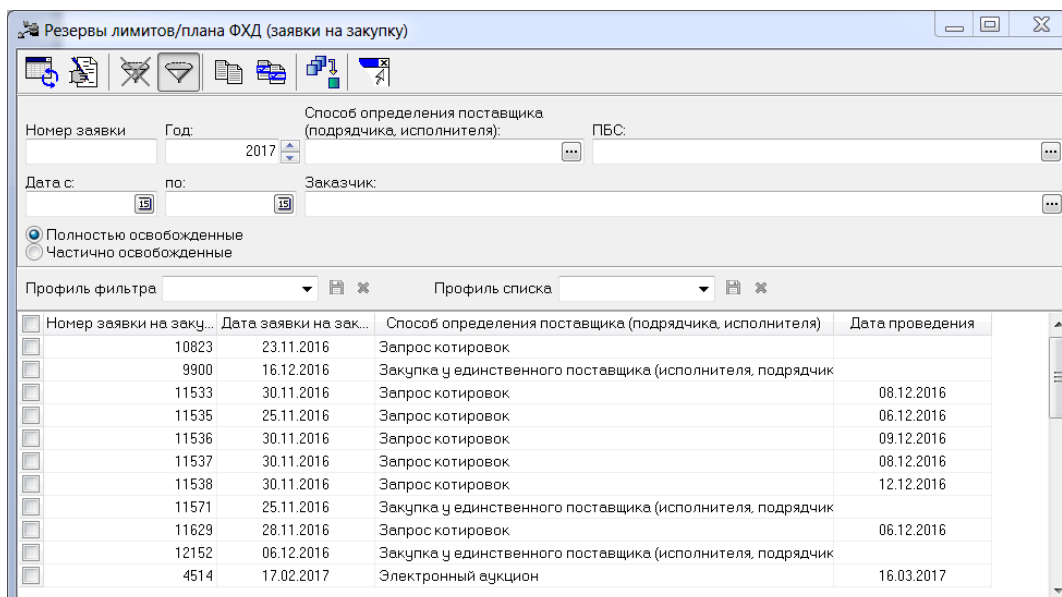 Резервы лимитов/плана ФХД (заявки на закупку)
Способ определения поставщика
Номер заявки Год: (подрядчика, исполнителя): ПБС:
2017
Дата с: по: Заказчик:
15 15
Полностью освобожденные
Частично освобожденные
Профиль фильтра Профиль списка
Номер заявки на заку... Дата заявки на зак... Способ определения поставщика (подрядчика, исполнителя) Дата проведения
10823 23.11.2016 Запрос котировок
9900 16.12.2016 Закупка у единственного поставщика (исполнителя, подрядчик
11533 30.11.2016 Запрос котировок 08.12.2016
11535 25.11.2016 Запрос котировок 06.12.2016
11536 30.11.2016 Запрос котировок 09.12.2016
11537 30.11.2016 Запрос котировок 08.12.2016
11538 30.11.2016 Запрос котировок 12.12.2016
11571 25.11.2016 Закупка у единственного поставщика (исполнителя, подрядчик
11629 28.11.2016 Запрос котировок 06.12.2016
12152 06.12.2016 Закупка у единственного поставщика (исполнителя, подрядчик
4514 17.02.2017 Электронный аукцион 16.03.2017